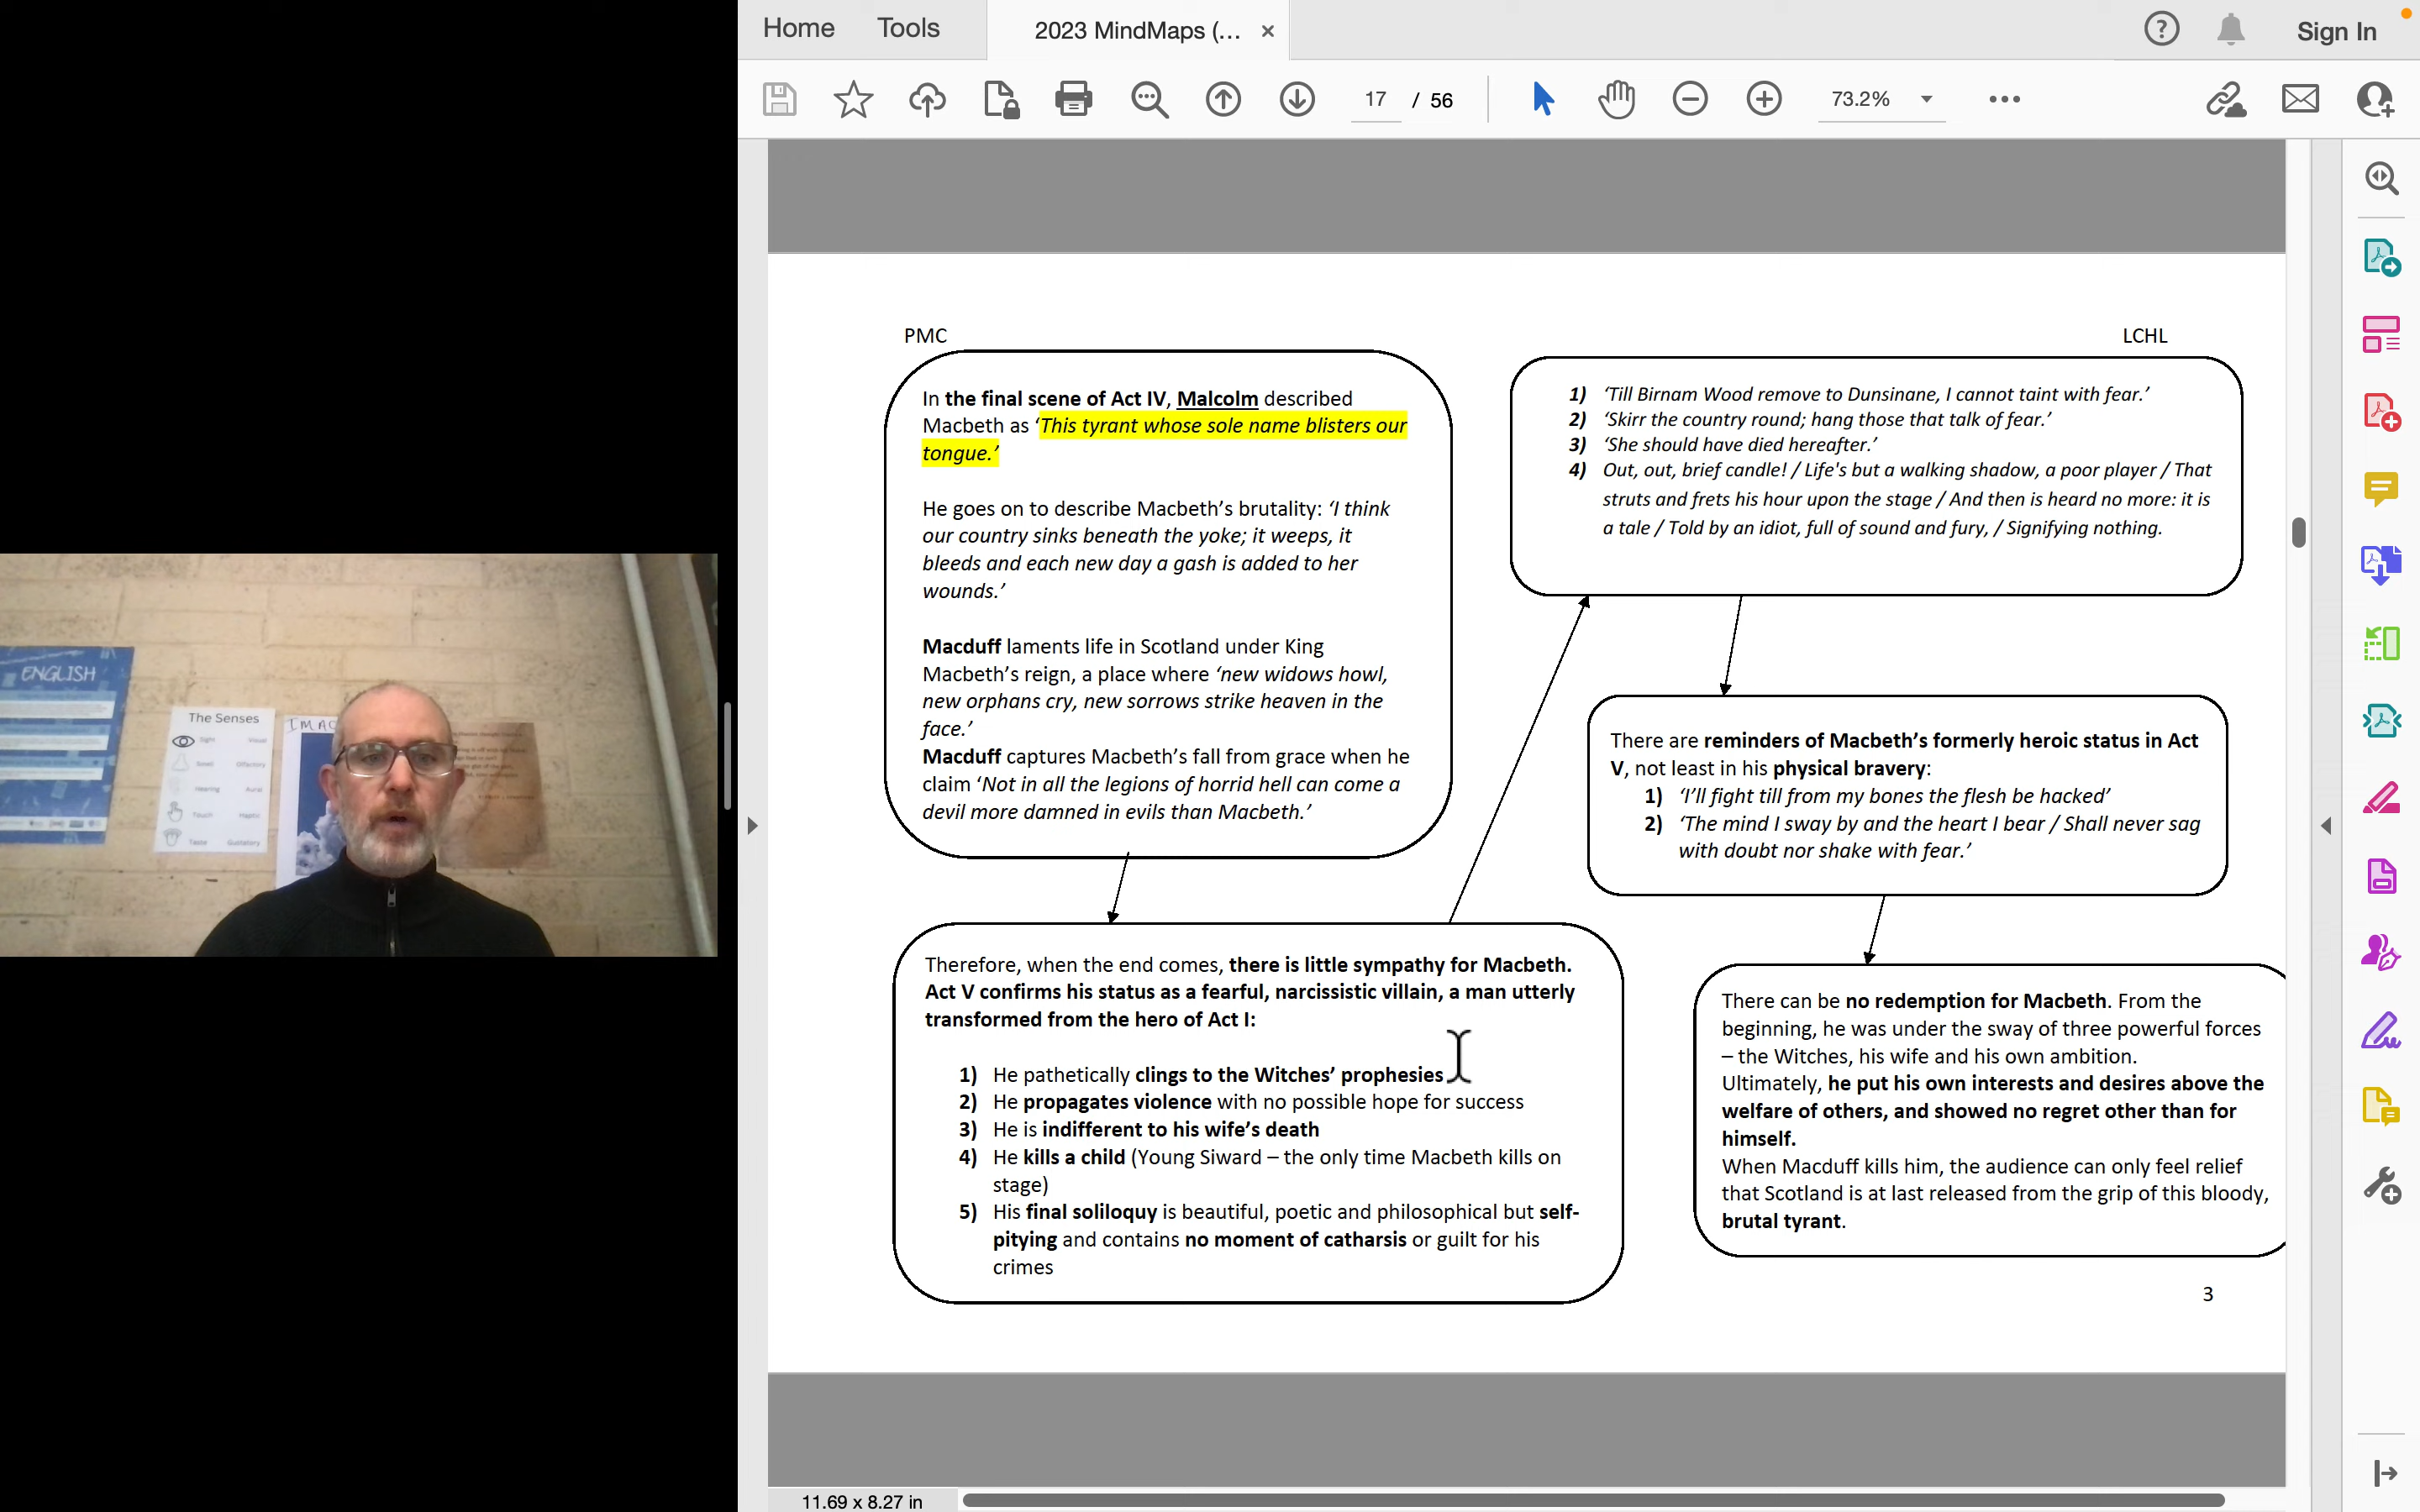 Home Tools 2023 MindMaps (... × Sign In
17 / 56 73.2%
PMC
LCHL
In the final scene of Act IV, Malcolm described
Macbeth as ‘This tyrant whose sole name blisters our
tongue.’
He goes on to describe Macbeth’s brutality: ‘I think
our country sinks beneath the yoke; it weeps, it
bleeds and each new day a gash is added to her
wounds.’
Macduff laments life in Scotland under King
Macbeth’s reign, a place where ‘new widows howl,
new orphans cry, new sorrows strike heaven in the
face.’
Macduff captures Macbeth’s fall from grace when he
claim ‘Not in all the legions of horrid hell can come a
devil more damned in evils than Macbeth.’
Therefore, when the end comes, there is little sympathy for Macbeth.
Act V confirms his status as a fearful, narcissistic villain, a man utterly
transformed from the hero of Act I:
1) He pathetically clings to the Witches’ prophesies
2) He propagates violence with no possible hope for success
3) He is indifferent to his wife’s death
4) He kills a child (Young Siward – the only time Macbeth kills on
stage)
5) His final soliloquy is beautiful, poetic and philosophical but self-
pitying and contains no moment of catharsis or guilt for his
crimes
1) ‘Till Birnam Wood remove to Dunsinane, I cannot taint with fear.’
2) ‘Skirr the country round; hang those that talk of fear.’
3) ‘She should have died hereafter.’
4) Out, out, brief candle! / Life's but a walking shadow, a poor player / That
struts and frets his hour upon the stage / And then is heard no more: it is
a tale / Told by an idiot, full of sound and fury, / Signifying nothing.
There are reminders of Macbeth’s formerly heroic status in Act
V, not least in his physical bravery:
1) ‘I’ll fight till from my bones the flesh be hacked’
2) ‘The mind I sway by and the heart I bear / Shall never sag
with doubt nor shake with fear.’
There can be no redemption for Macbeth. From the
beginning, he was under the sway of three powerful forces
– the Witches, his wife and his own ambition.
Ultimately, he put his own interests and desires above the
welfare of others, and showed no regret other than for
himself.
When Macduff kills him, the audience can only feel relief
that Scotland is at last released from the grip of this bloody,
brutal tyrant.
3
11.69 x 8.27 in
ENGLISH
The Senses
Sight Visual
Smell Olfactory
Hearing Aural
Touch Haptic
Taste Gustatory
IMAG